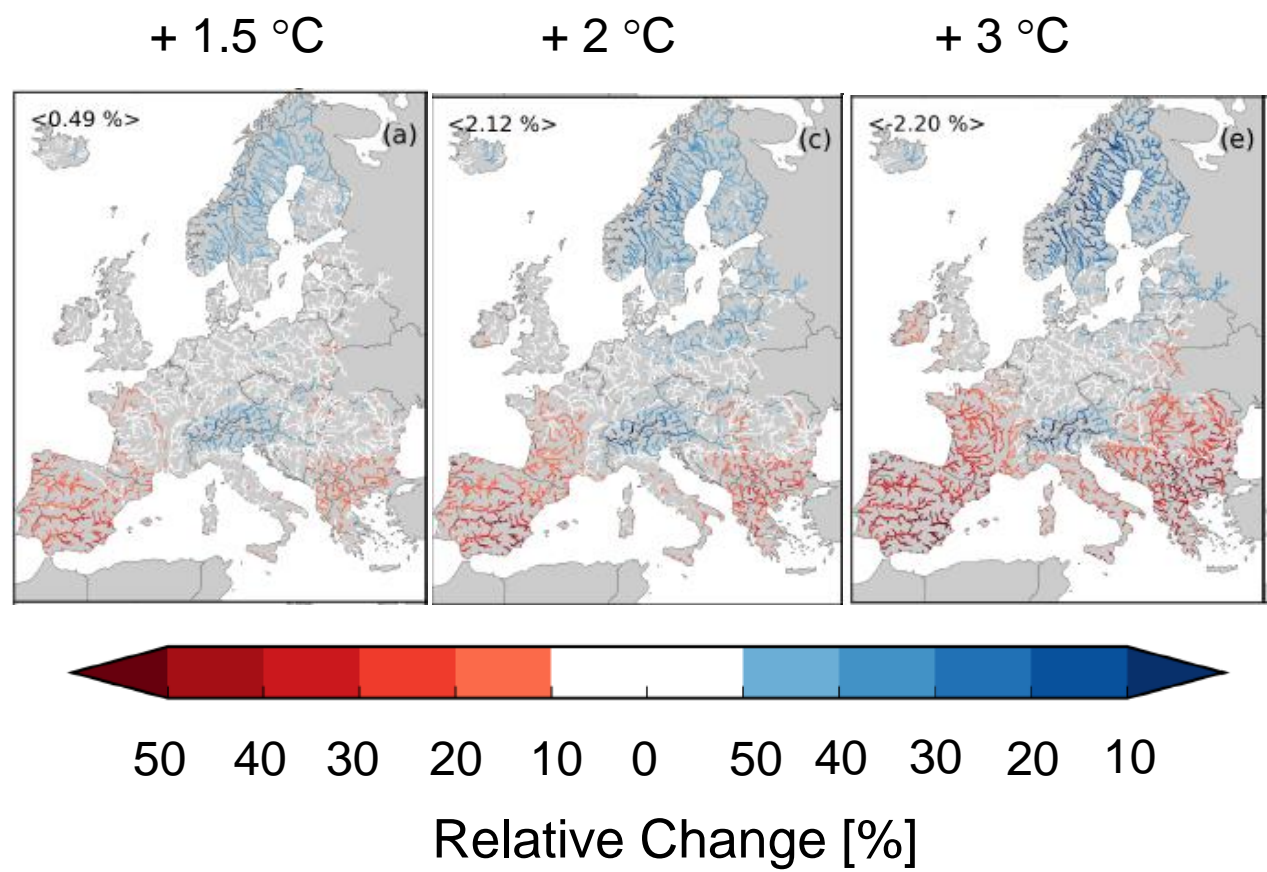 + 1.5 °C + 2 °C + 3 °C
<0.49 %> (a) <2.12 %> (c) <-2.20 %> (e)
50 40 30 20 10 0 50 40 30 20 10
Relative Change [%]